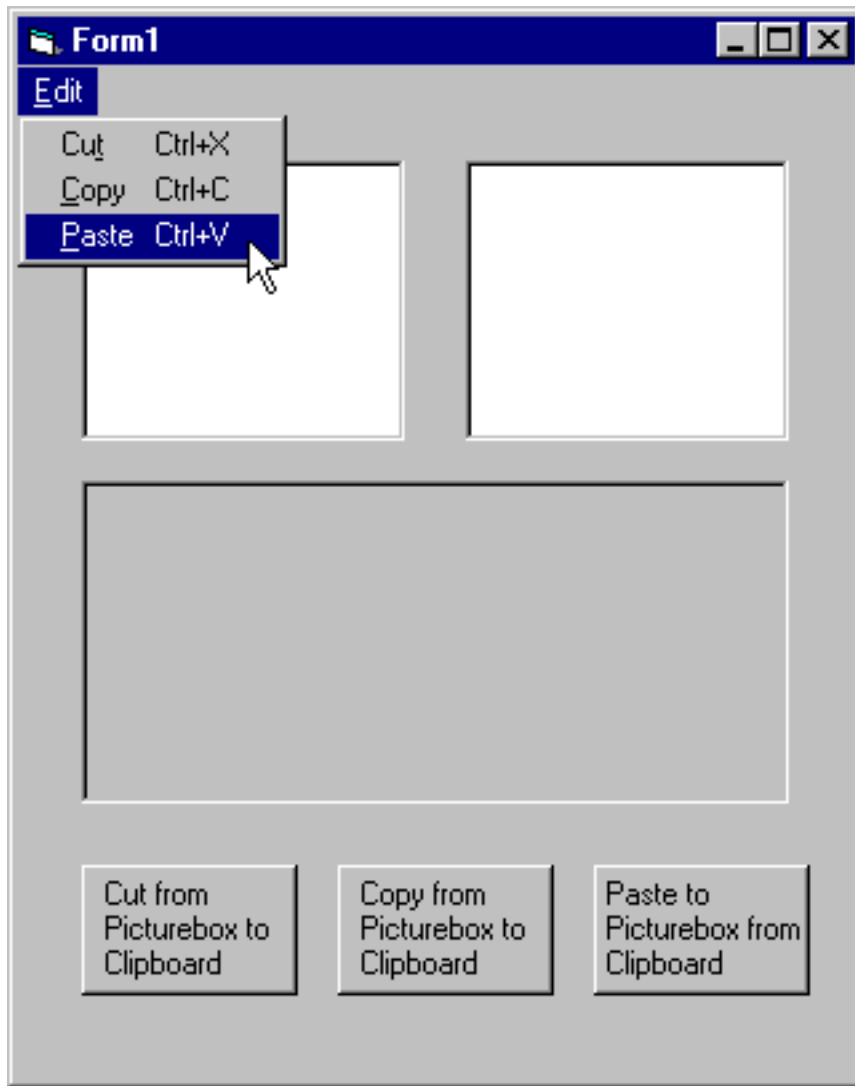 Form1
Edit
Cut Ctrl+X
Copy Ctrl+C
Paste Ctrl+V
Cut from
Picturebox to
Clipboard
Copy from
Picturebox to
Clipboard
Paste to
Picturebox from
Clipboard